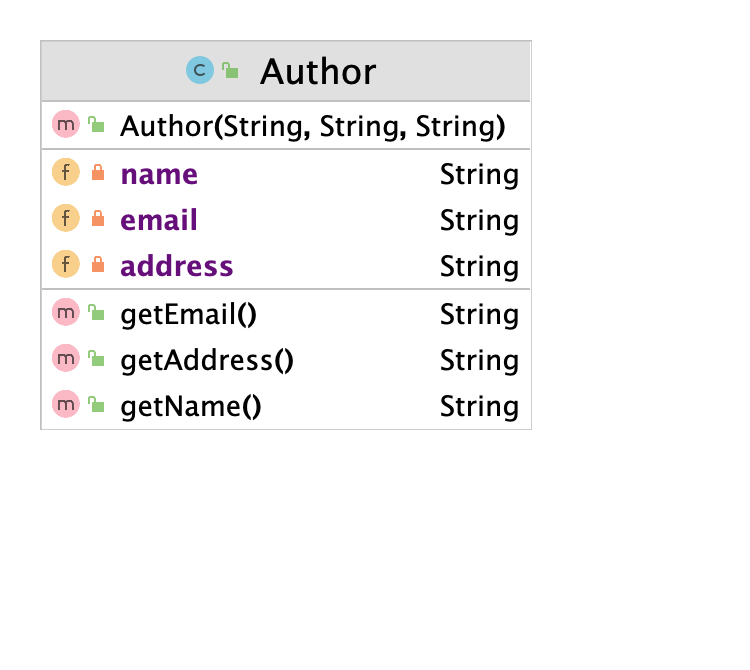 C Author
m Author(String, String, String)
f name String
f email String
f address String
m getEmail() String
m getAddress() String
m getName() String